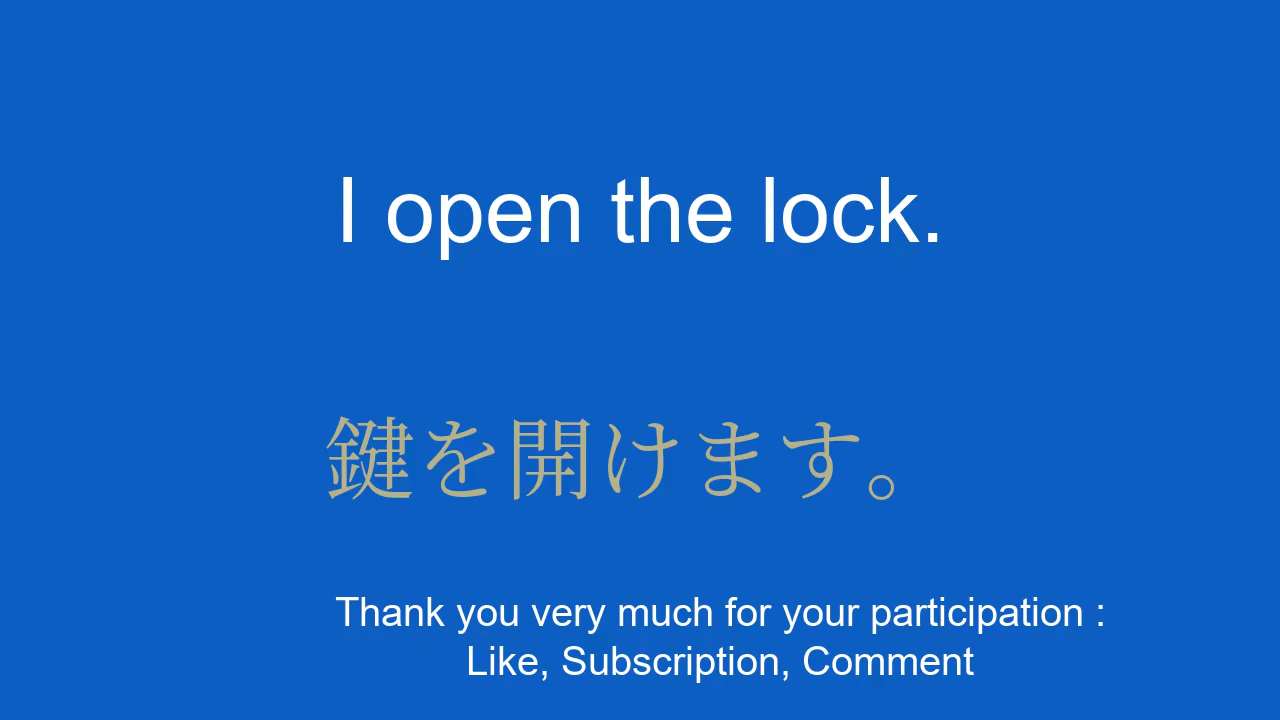 I open the lock.
鍵を開けます。
Thank you very much for your participation :
Like, Subscription, Comment